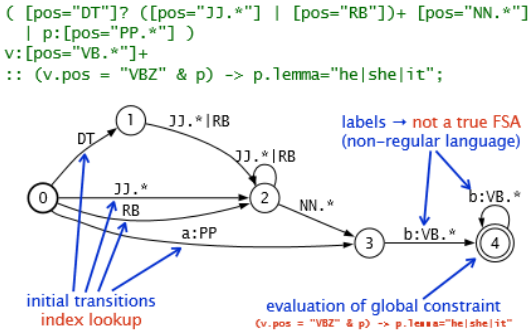 ( [pos="DT"]? ([pos="JJ.*"] | [pos="RB"])+ [pos="NN.*"]
| p:[pos="PP.*"] )
v:[pos="VB.*"]+
:: (v.pos = "VBZ" & p) -> p.lemma="he|she|it";
labels → not a true FSA
(non-regular language)
1
JJ.*|RB
DT
JJ.*|RB
b:VB.*
0
JJ.*
2
RB
NN.*
a:PP
3
b:VB.*
4
initial transitions
index lookup
evaluation of global constraint
(v.pos = "VBZ" & p) -> p.lemma="he|she|it"